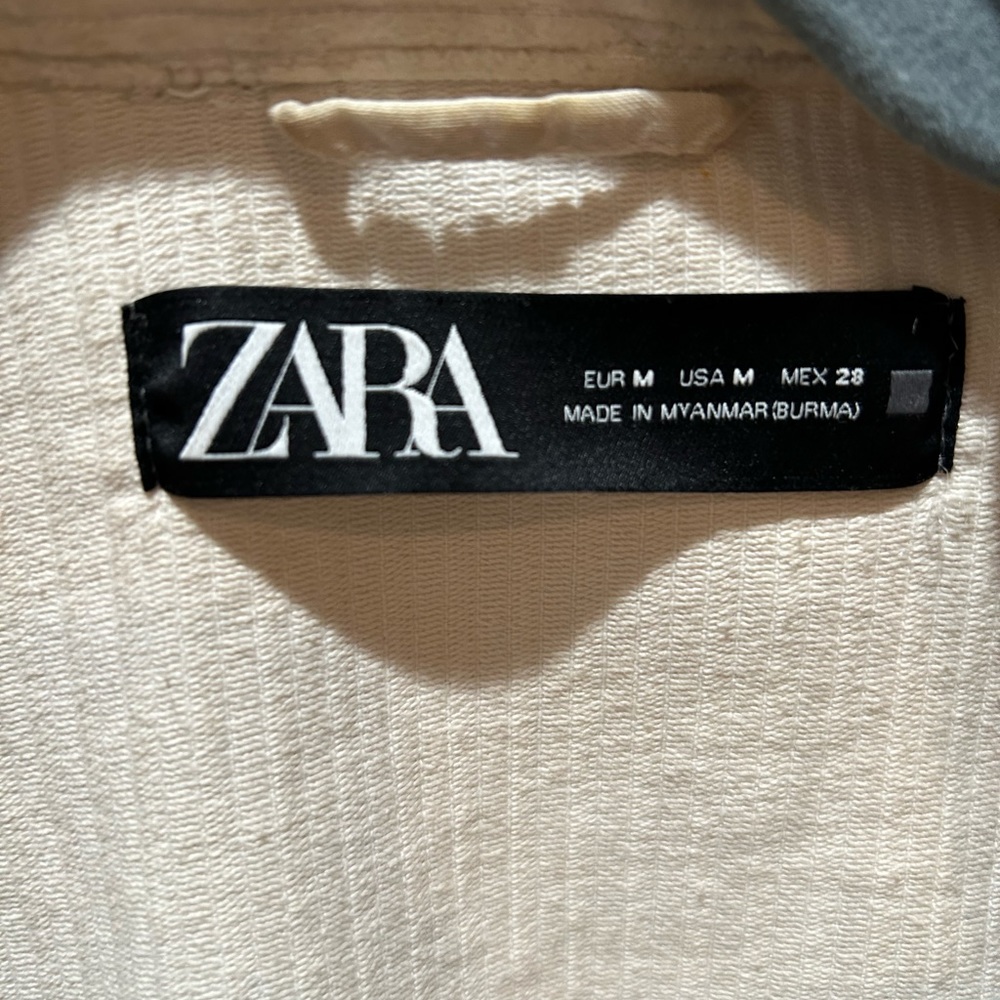 ZARA
EUR M USA M MEX 28
MADE IN MYANMAR (BURMA)